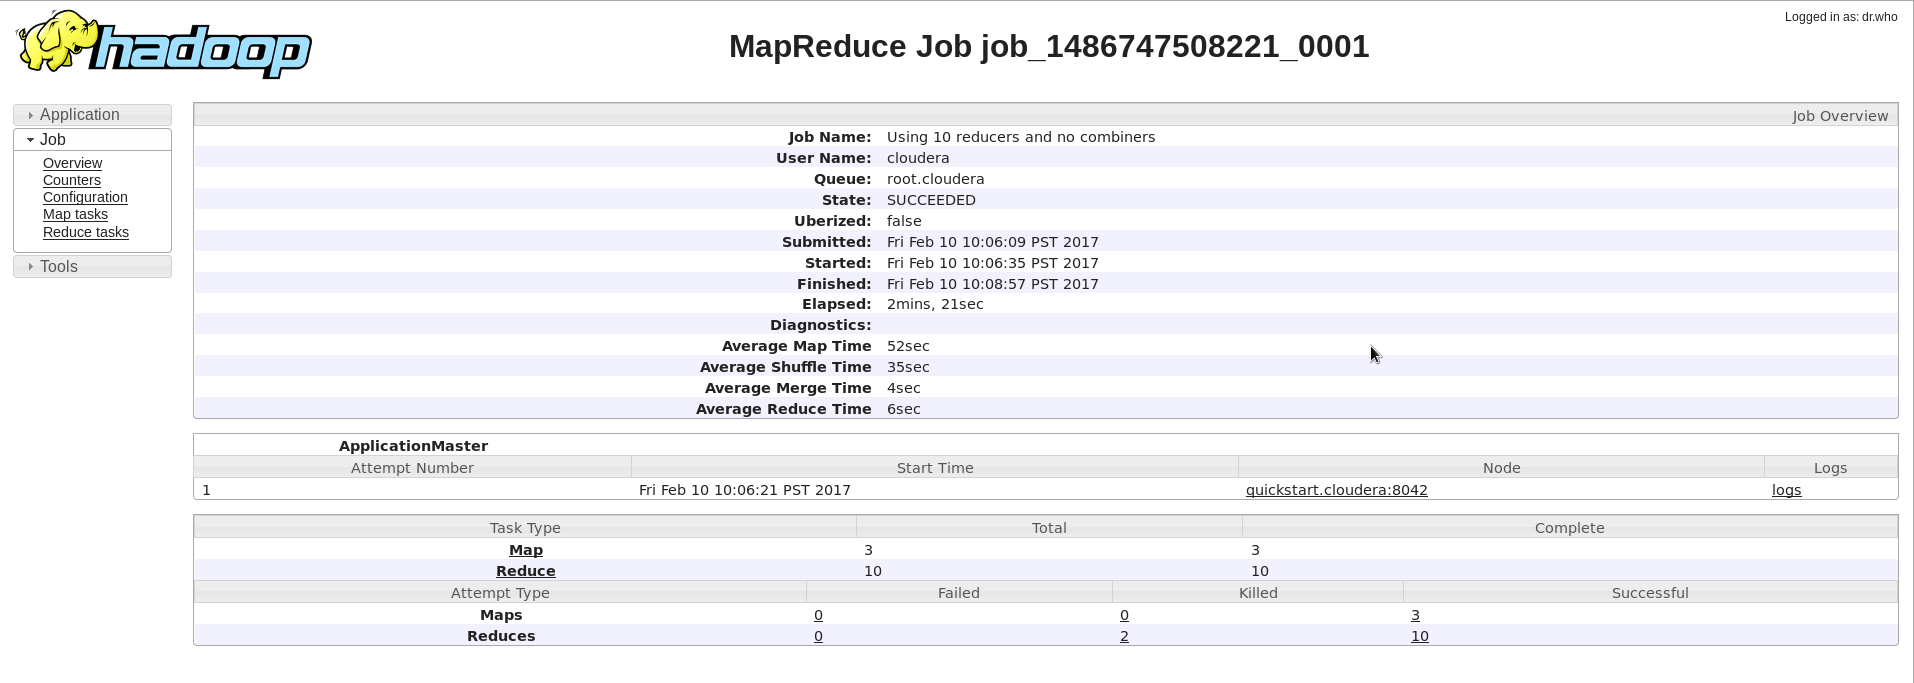 hadoop
Logged in as: dr.who
MapReduce Job job_1486747508221_0001
Application
Job
Overview
Counters
Configuration
Map tasks
Reduce tasks
Tools
Job Overview
Job Name: Using 10 reducers and no combiners
User Name: cloudera
Queue: root.cloudera
State: SUCCEEDED
Uberized: false
Submitted: Fri Feb 10 10:06:09 PST 2017
Started: Fri Feb 10 10:06:35 PST 2017
Finished: Fri Feb 10 10:08:57 PST 2017
Elapsed: 2mins, 21sec
Diagnostics:
Average Map Time 52sec
Average Shuffle Time 35sec
Average Merge Time 4sec
Average Reduce Time 6sec
ApplicationMaster
Attempt Number Start Time Node Logs
1 Fri Feb 10 10:06:21 PST 2017 quickstart.cloudera:8042 logs
Task Type Total Complete
Map 3 3
Reduce 10 10
Attempt Type Failed Killed Successful
Maps 0 0 3
Reduces 0 2 10